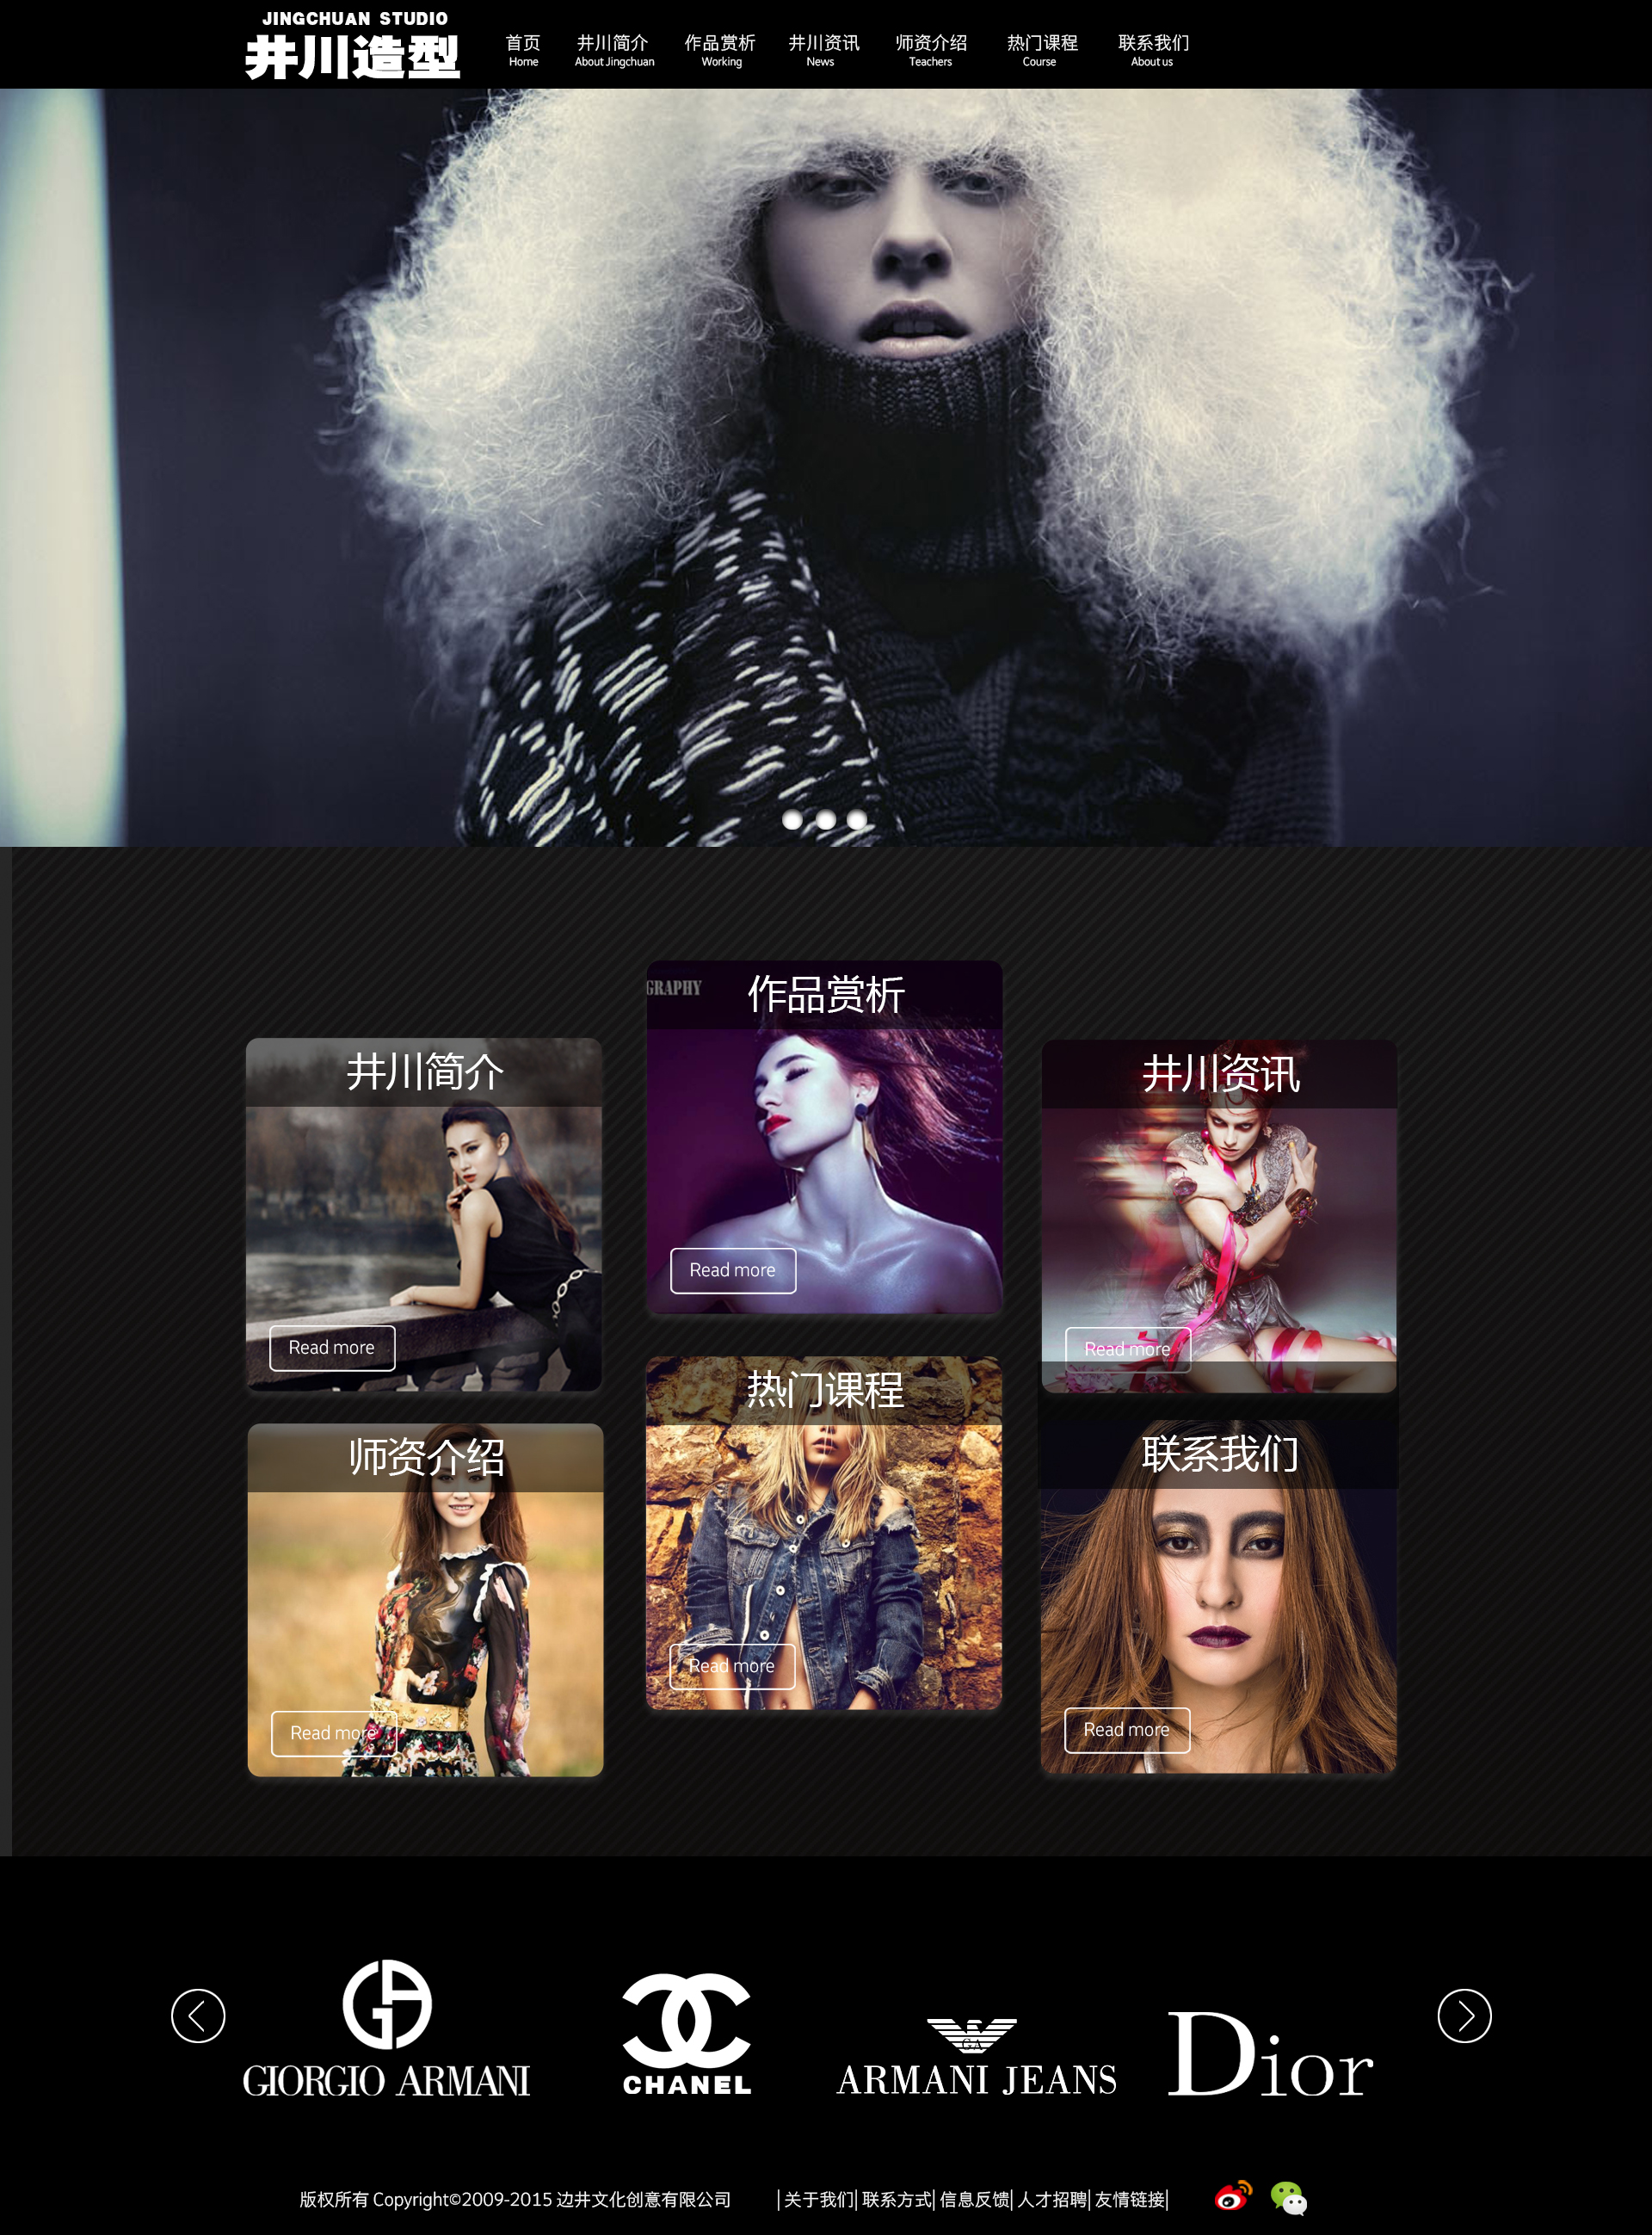 JINGCHUAN STUDIO
井川造型
首页 井川简介 作品赏析 井川资讯 师资介绍 热门课程 联系我们
Home About Jingchuan Working News Teachers Course About us
GRAPHY
作品赏析
井川简介
井川资讯
Read more
Read more
Read more
热门课程
师资介绍
联系我们
Read more
Read more
Read more
GA
GIORGIO ARMANI
CHANEL
GA
ARMANI JEANS
Dior
版权所有 Copyright©2009-2015 边井文化创意有限公司 | 关于我们| 联系方式| 信息反馈| 人才招聘| 友情链接|